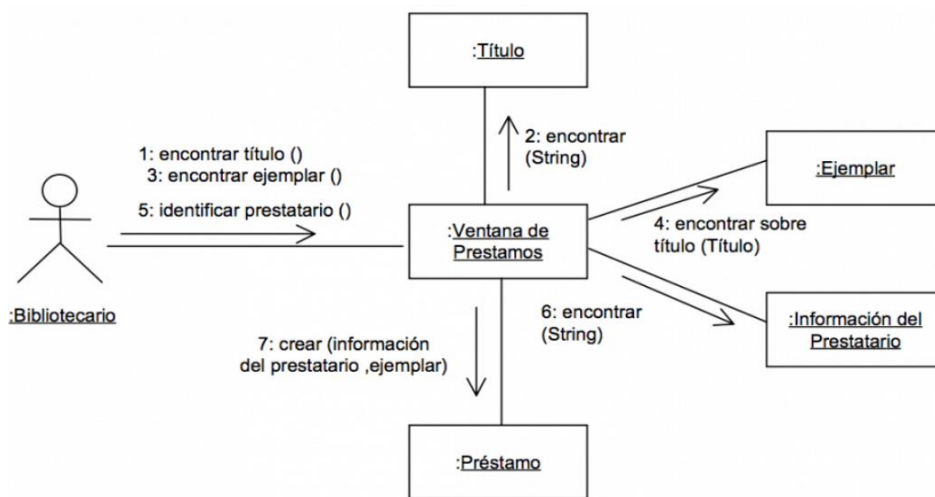 :Título
2: encontrar
(String)
1: encontrar título ()
3: encontrar ejemplar ()
5: identificar prestatario ()
:Ejemplar
:Ventana de
Prestamos
4: encontrar sobre
título (Título)
:Bibliotecario
6: encontrar
(String)
:Información del
Prestatario
7: crear (información
del prestatario ,ejemplar)
:Préstamo